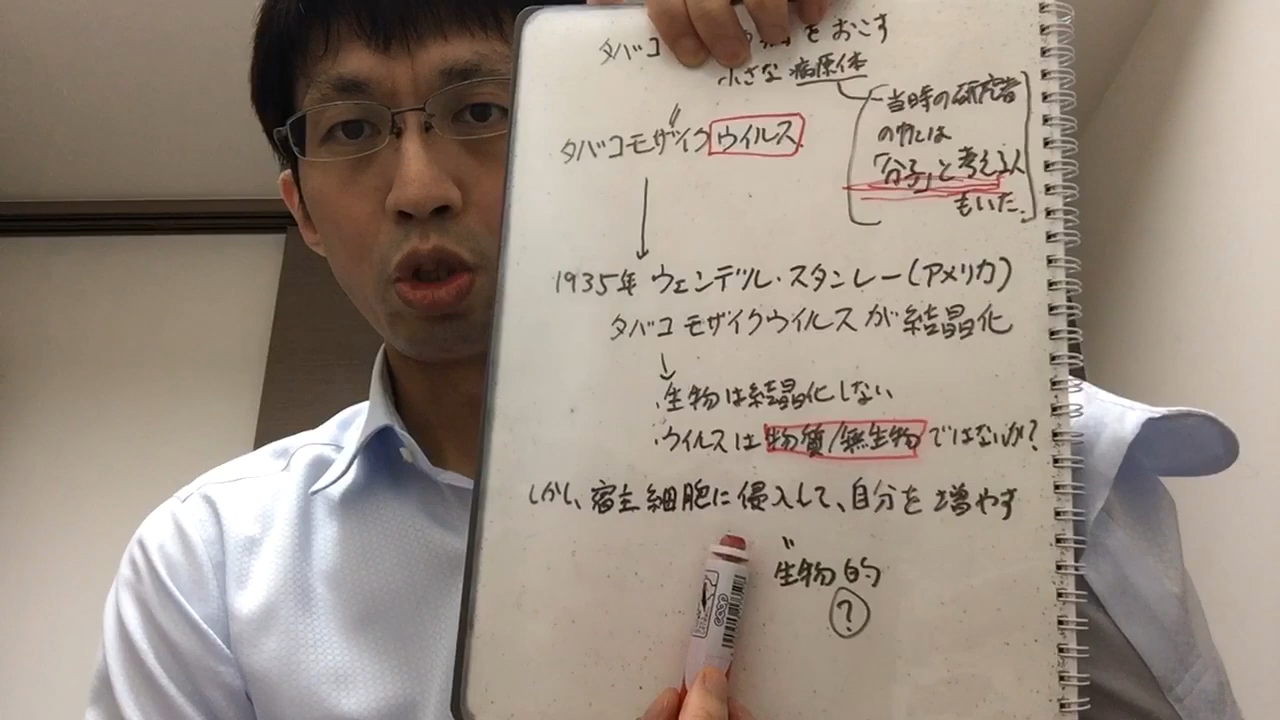 タバコ 病をおこす
小さな病原体
当時の研究者
の中には
「分子」と考える人
もいた。
〃
タバコモザイクウイルス
1935年 ウェンデル・スタンレー(アメリカ)
タバコモザイクウイルスが結晶化
・生物は結晶化しない
・ウイルスは物質/無生物ではないか?
しかし、宿主細胞に侵入して、自分を増やす
〃
生物的
?